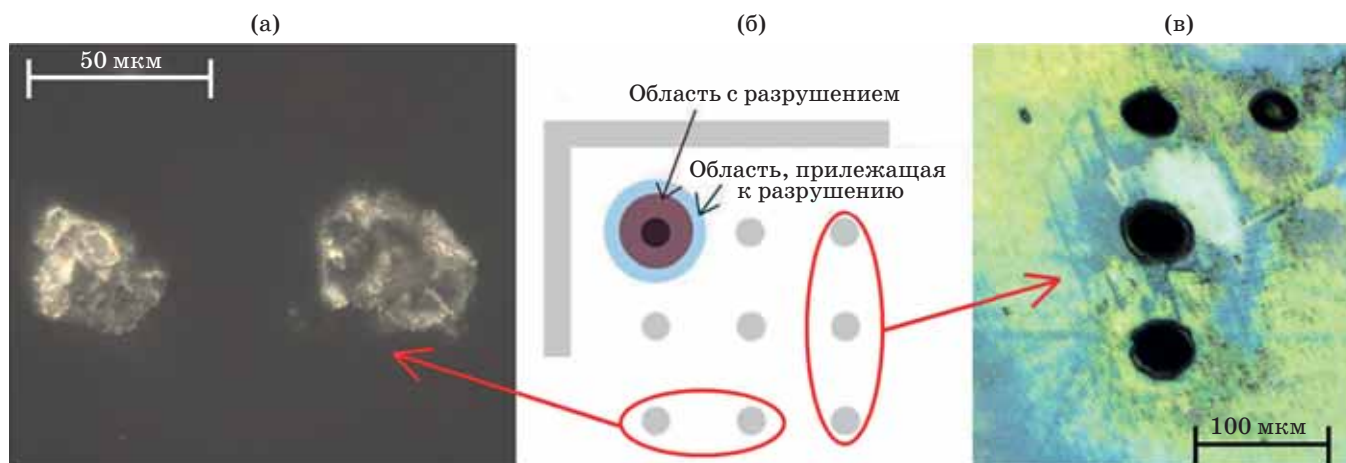 (а)
(б)
(в)
50 мкм
Область с разрушением
Область, прилежащая
к разрушению
100 мкм